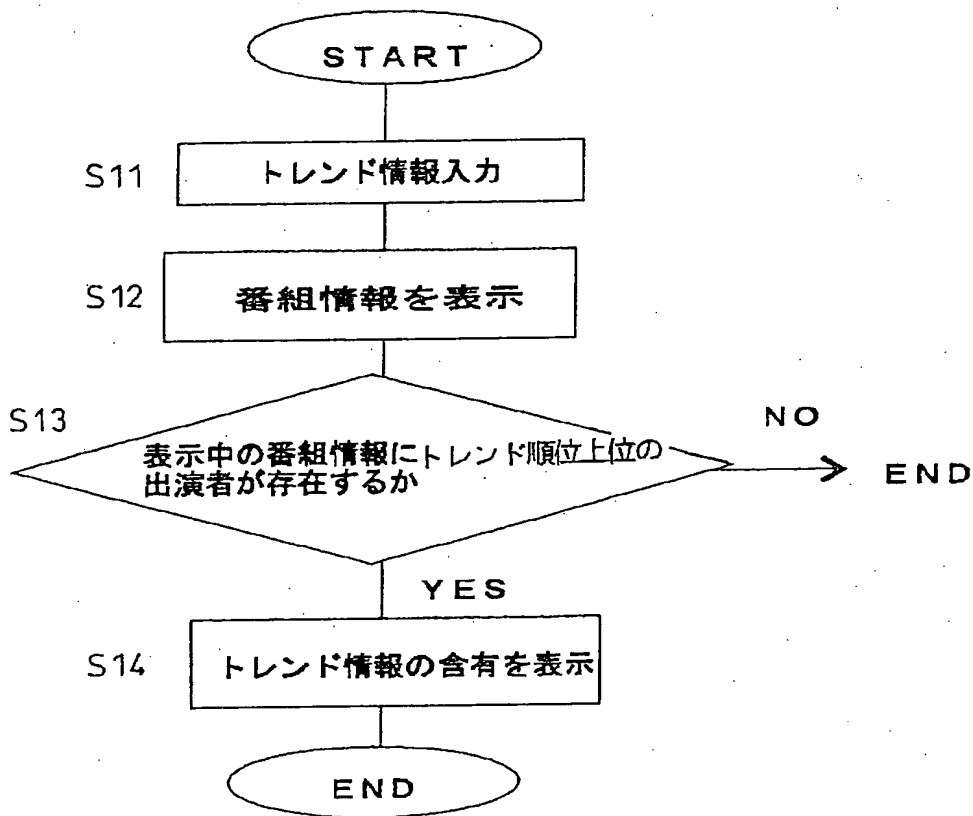 START
S11
トレンド情報入力
S12
番組情報を表示
S13
表示中の番組情報にトレンド順位上位の
出演者が存在するか
NO
END
YES
S14
トレンド情報の含有を表示
END